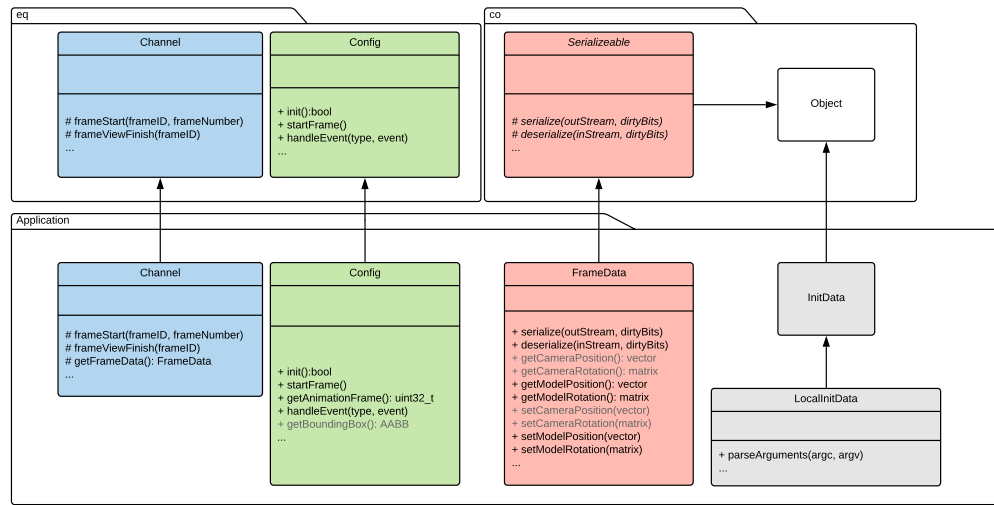 eq
Channel
# frameStart(frameID, frameNumber)
# frameViewFinish(frameID)
...
Config
+ init():bool
+ startFrame()
+ handleEvent(type, event)
...
co
Serializeable
# serialize(outStream, dirtyBits)
# deserialize(inStream, dirtyBits)
...
Object
Application
Channel
# frameStart(frameID, frameNumber)
# frameViewFinish(frameID)
# getFrameData(): FrameData
...
Config
+ init():bool
+ startFrame()
+ getAnimationFrame(): uint32_t
+ handleEvent(type, event)
+ getBoundingBox(): AABB
...
FrameData
+ serialize(outStream, dirtyBits)
+ deserialize(inStream, dirtyBits)
+ getCameraPosition(): vector
+ getCameraRotation(): matrix
+ getModelPosition(): vector
+ getModelRotation(): matrix
+ setCameraPosition(vector)
+ setCameraRotation(matrix)
+ setModelPosition(vector)
+ setModelRotation(matrix)
...
InitData
LocalInitData
+ parseArguments(argc, argv)
...